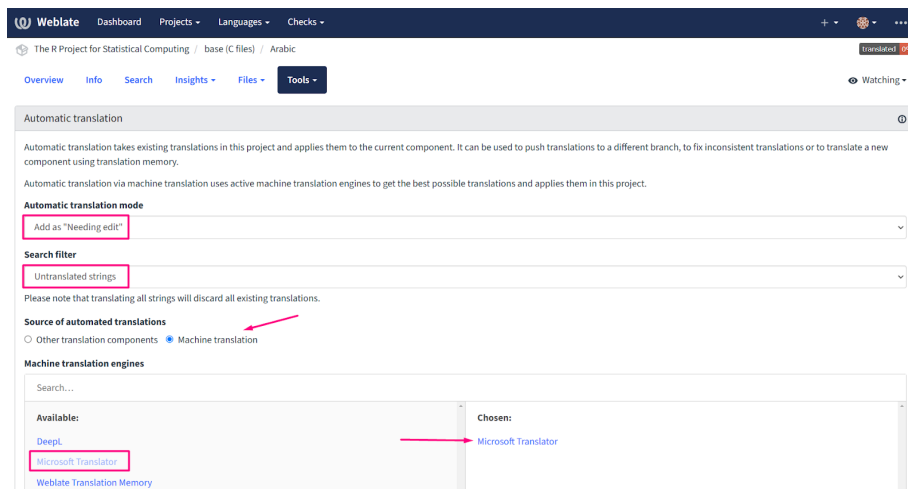 Weblate Dashboard Projects Languages Checks
The R Project for Statistical Computing / base (C files) / Arabic
translated
Overview Info Search Insights Files Tools Watching
Automatic translation
Automatic translation takes existing translations in this project and applies them to the current component. It can be used to push translations to a different branch, to fix inconsistent translations or to translate a new
component using translation memory.
Automatic translation via machine translation uses active machine translation engines to get the best possible translations and applies them in this project.
Automatic translation mode
Add as "Needing edit"
Search filter
Untranslated strings
Please note that translating all strings will discard all existing translations.
Source of automated translations
Other translation components Machine translation
Machine translation engines
Search...
Available: Chosen:
DeepL Microsoft Translator
Microsoft Translator
Weblate Translation Memory